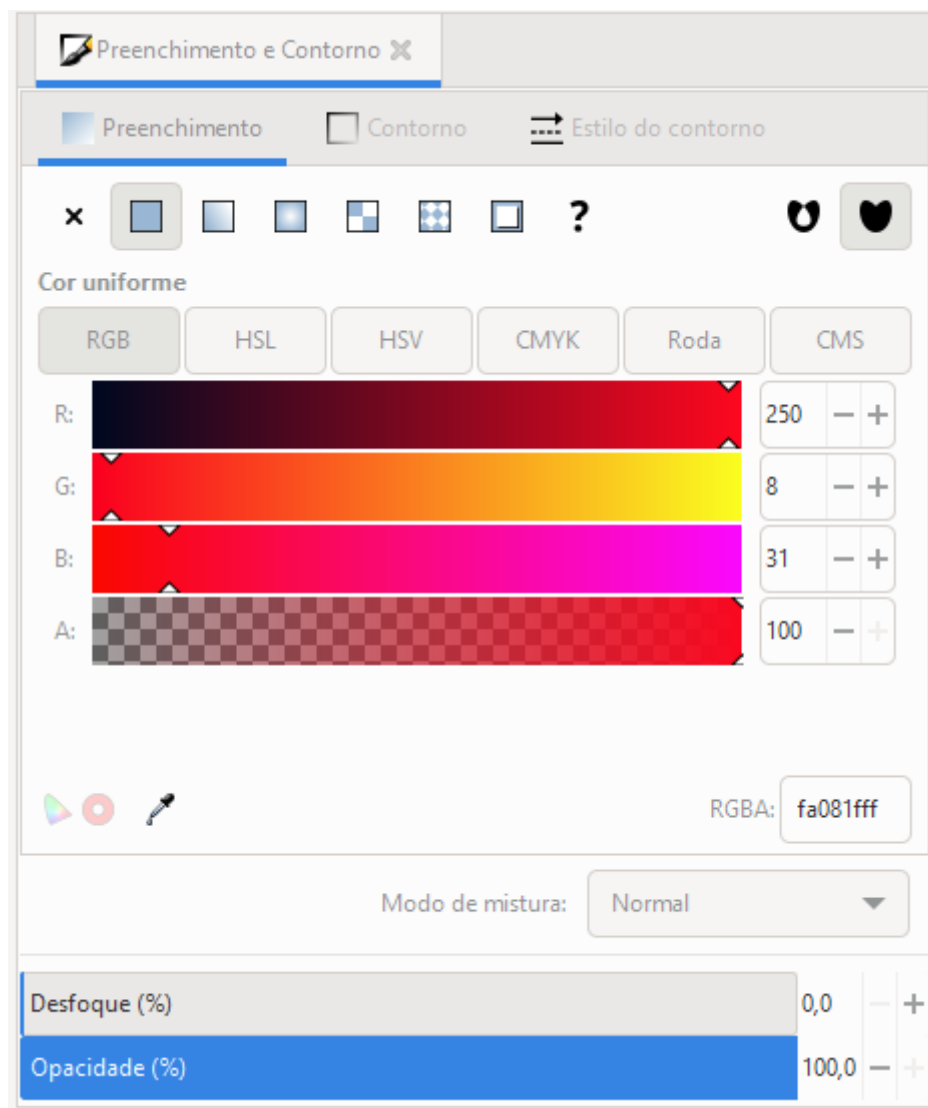 Preenchimento e Contorno
Preenchimento Contorno Estilo do contorno
?
Cor uniforme
RGB HSL HSV CMYK Roda CMS
R: 250 − +
G: 8 − +
B: 31 − +
A: 100 − +
RGBA: fa081fff
Modo de mistura: Normal
Desfoque (%) 0,0 − +
Opacidade (%) 100,0 − +